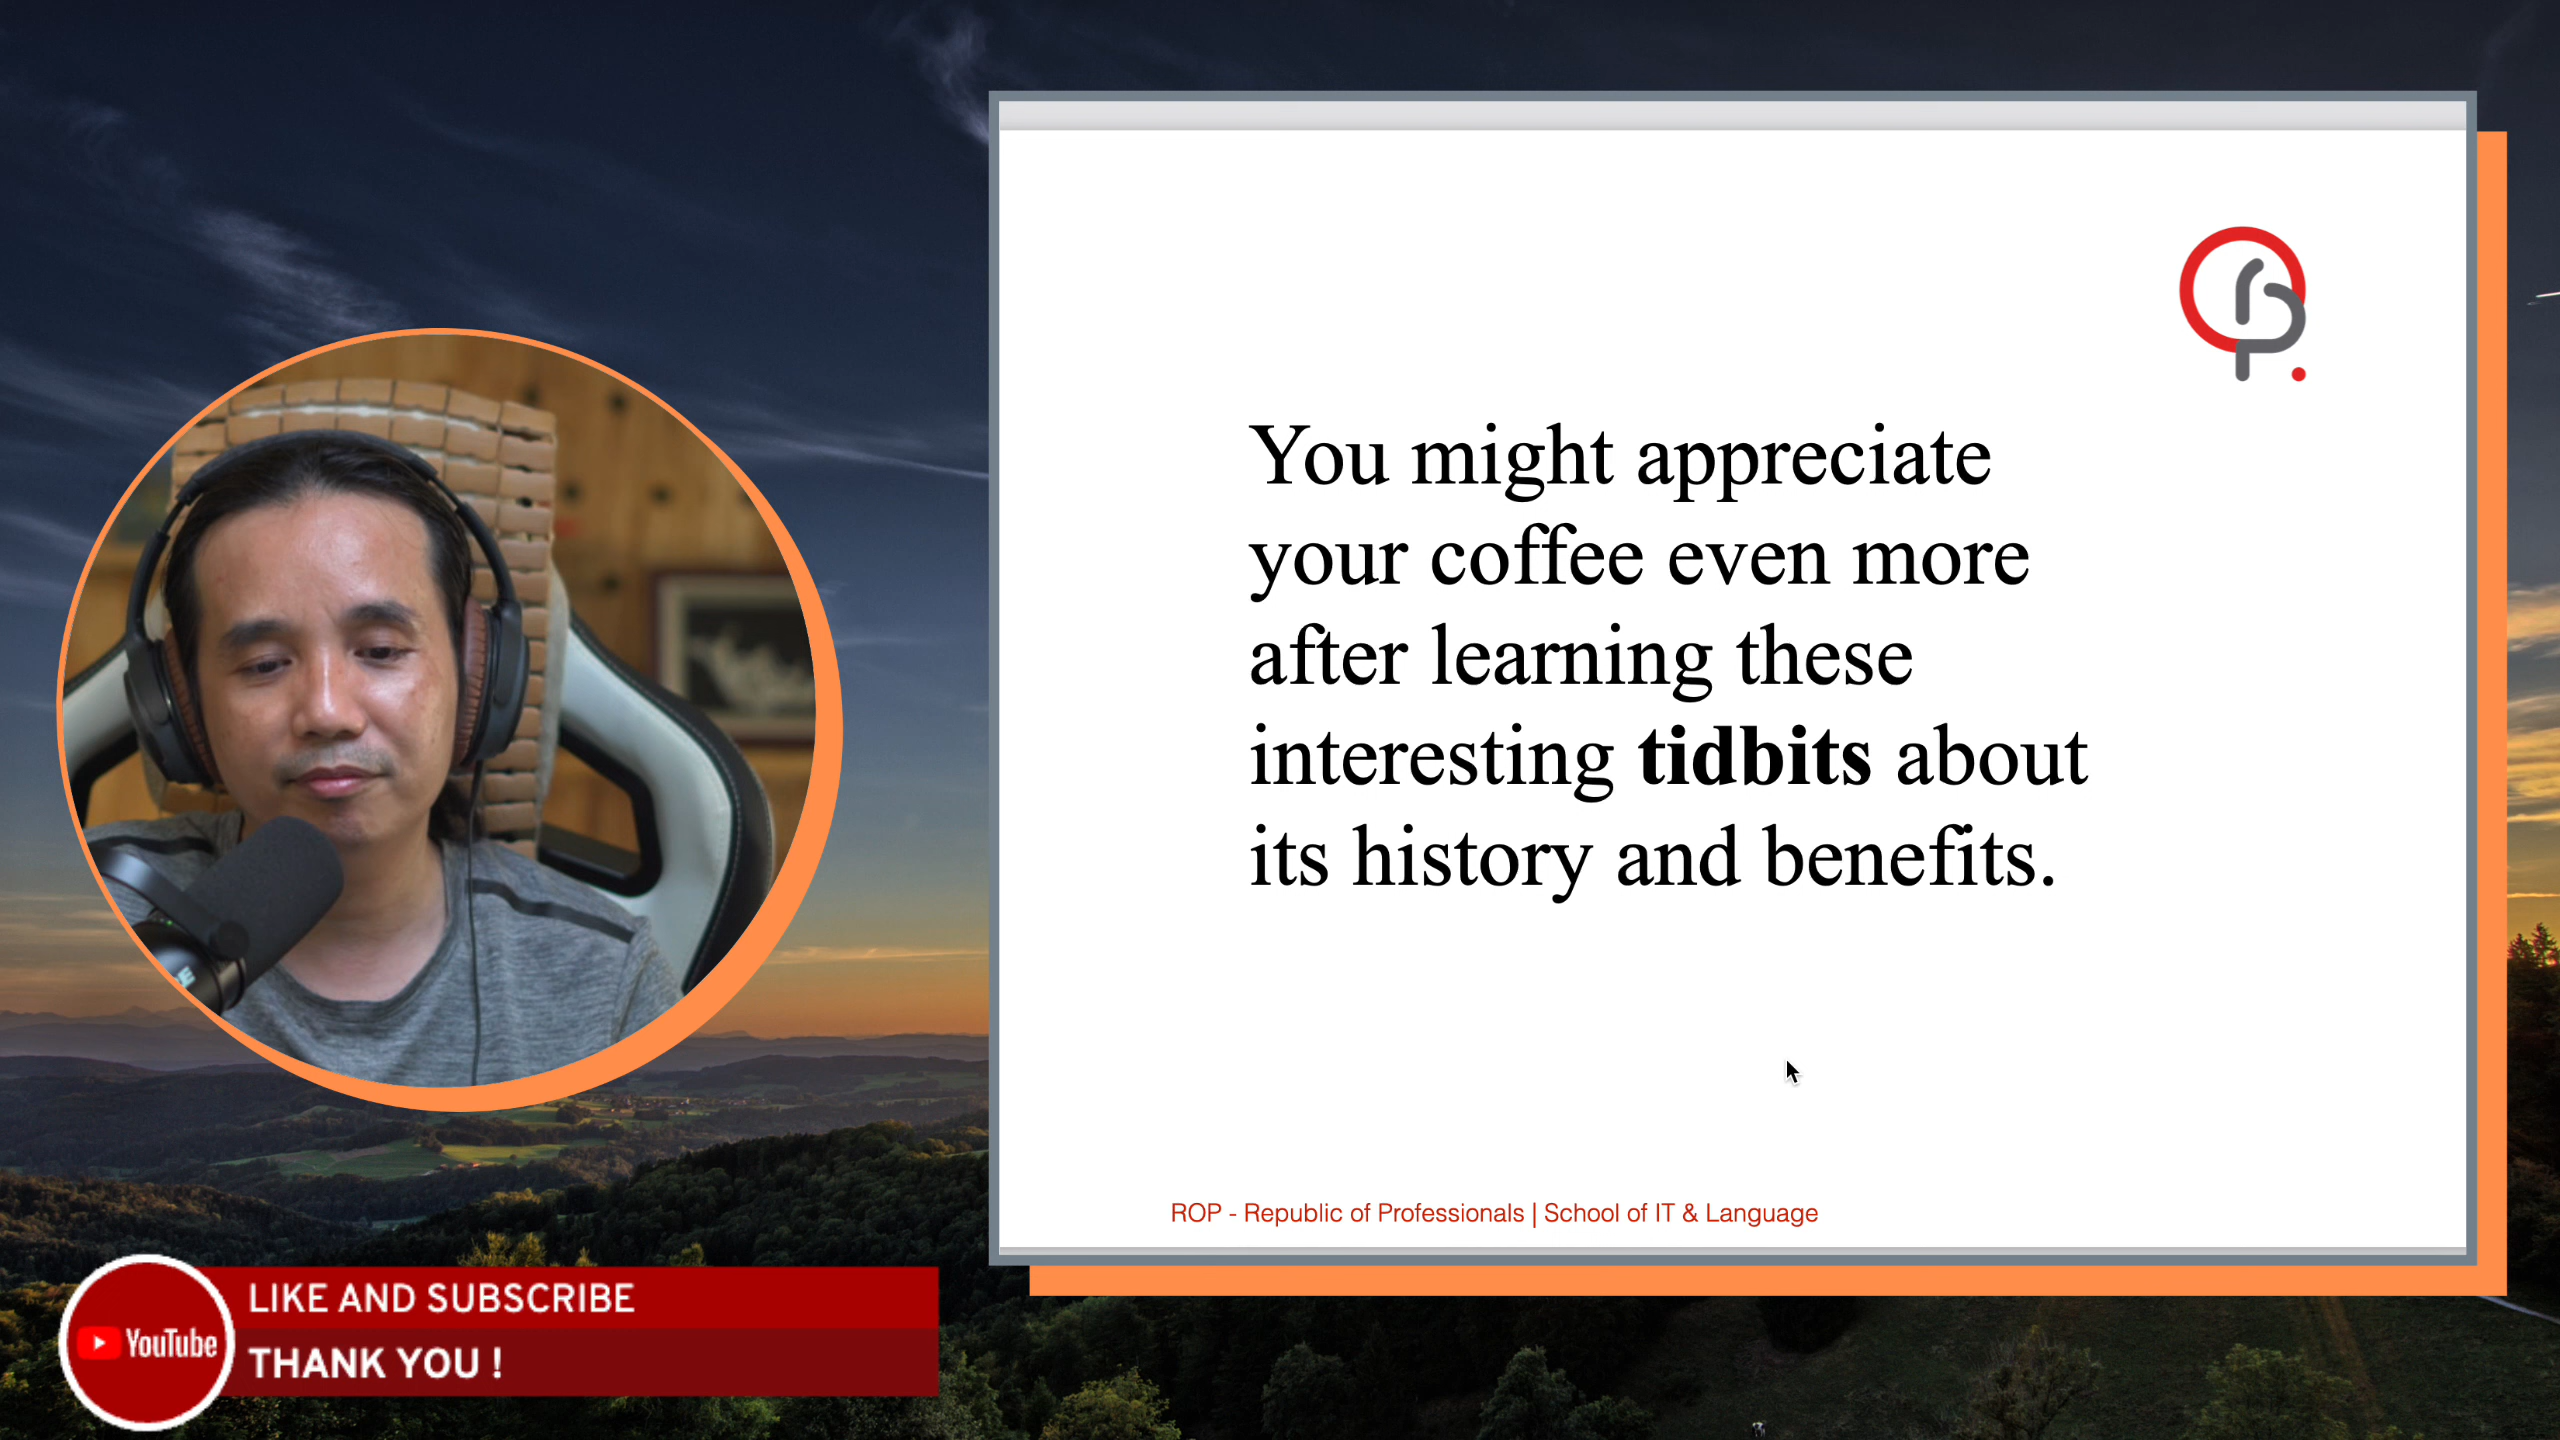 You might appreciate
your coffee even more
after learning these
interesting tidbits about
its history and benefits.
ROP - Republic of Professionals | School of IT & Language
LIKE AND SUBSCRIBE
YouTube
THANK YOU !